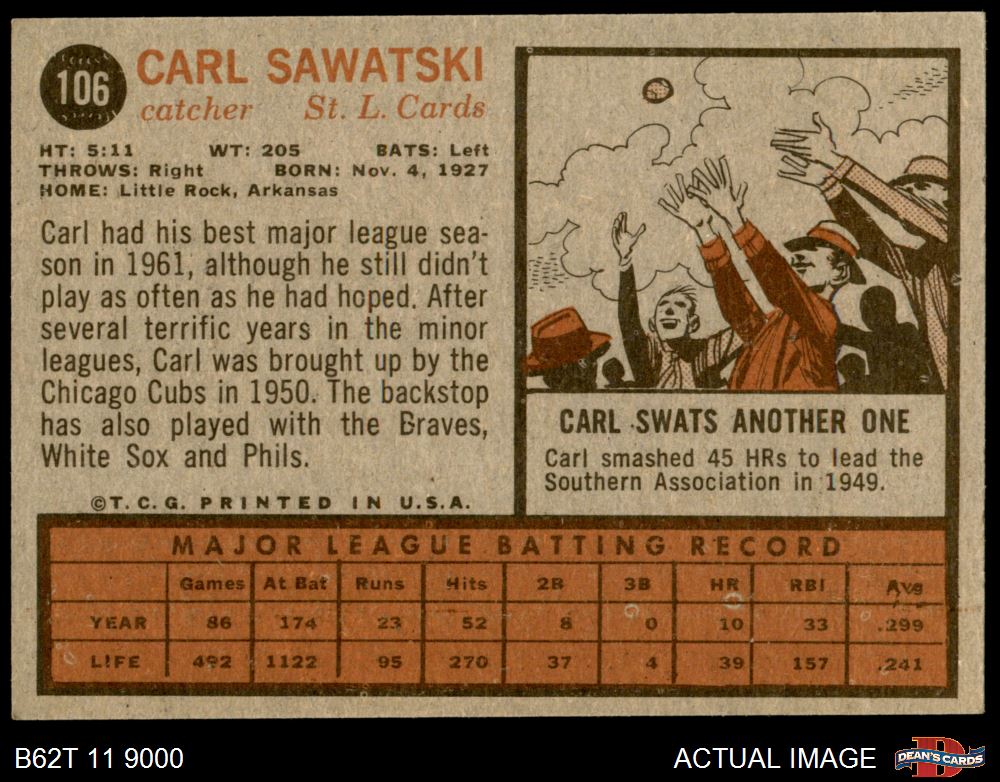 106
CARL SAWATSKI
catcher St. L. Cards
HT: 5:11 WT: 205 BATS: Left
THROWS: Right BORN: Nov. 4, 1927
HOME: Little Rock, Arkansas
Carl had his best major league sea-
son in 1961, although he still didn't
play as often as he had hoped. After
several terrific years in the minor
leagues, Carl was brought up by the
Chicago Cubs in 1950. The backstop
has also played with the Braves,
White Sox and Phils.
©T.C.G. PRINTED IN U.S.A.
CARL SWATS ANOTHER ONE
Carl smashed 45 HRs to lead the
Southern Association in 1949.
MAJOR LEAGUE BATTING RECORD
Games At Bat Runs Hits 2B 3B HR RBI Avg
YEAR 86 174 23 52 8 0 10 33 .299
LIFE 492 1122 95 270 37 4 39 157 .241
B62T 11 9000
ACTUAL IMAGE
DEAN'S CARDS